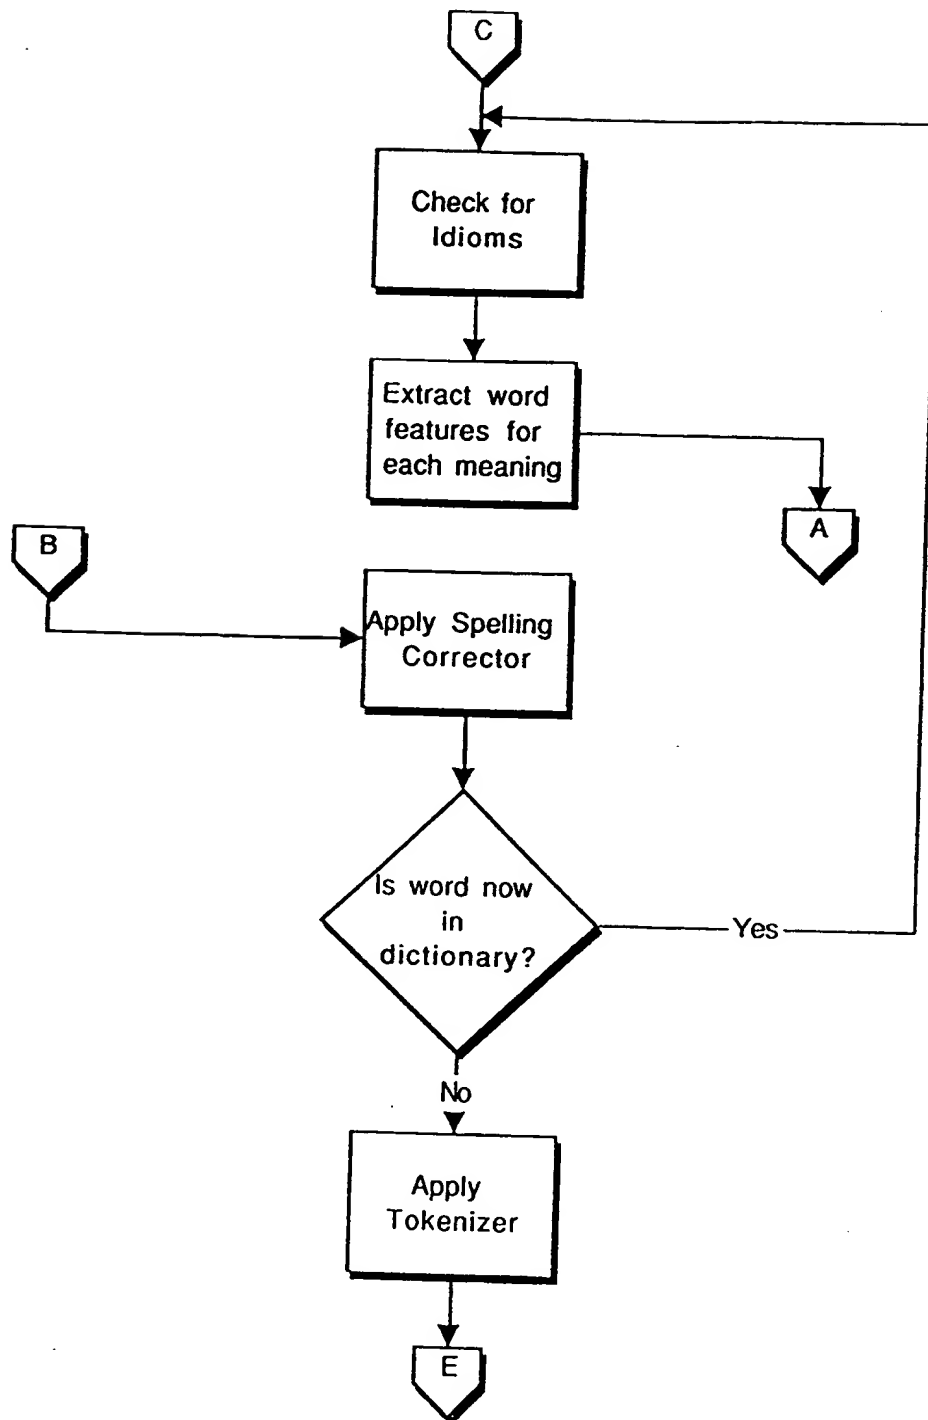 C
Check for
Idioms
Extract word
features for
each meaning
A
B
Apply Spelling
Corrector
Is word now
in
dictionary?
Yes
No
Apply
Tokenizer
E